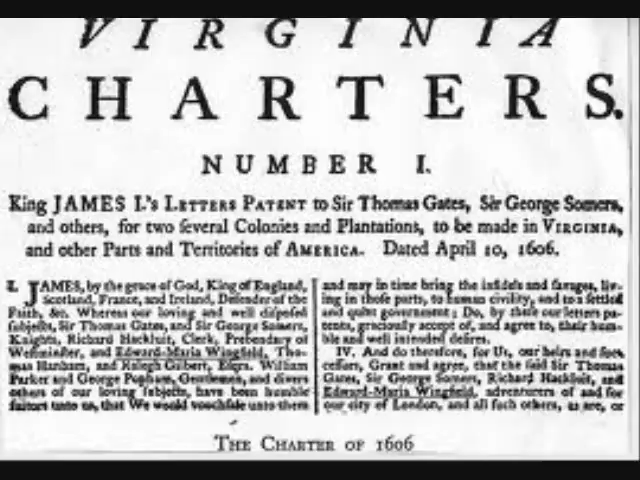 VIRGINIA
CHARTERS.
NUMBER I.
King JAMES I.'s LETTERS PATENT to Sir Thomas Gates, Sir George Somers,
and others, for two ſeveral Colonies and Plantations, to be made in VIRGINIA,
and other Parts and Territories of AMERICA. Dated April 10, 1606.
I. JAMES, by the grace of God, King of England,
Scotland, France, and Ireland, Defender of the
Faith, &c. Whereas our loving and well diſpoſed
ſubjects, Sir Thomas Gates, and Sir George Somers,
Knights, Richard Hackluit, Clerk, Prebendary of
Weſtminſter, and Edward-Maria Wingfield, Tho-
mas Hanham, and Ralegh Gilbert, Eſqrs. William
Parker and George Popham, Gentlemen, and divers
others of our loving ſubjects, have been humble
ſuitors unto us, that We would vouchſafe unto them
and may in time bring the infidels and ſavages, liv-
ing in thoſe parts, to human civility, and to a ſettled
and quiet government; Do, by theſe our letters pa-
tents, graciouſly accept of, and agree to, their hum-
ble and well intended deſires.
IV. And do therefore, for Us, our heirs and ſuc-
ceſſors, Grant and agree, that the ſaid Sir Thomas
Gates, Sir George Somers, Richard Hackluit, and
Edward-Maria Wingfield, adventurers of and for
our city of London, and all ſuch others, as are, or
THE CHARTER OF 1606